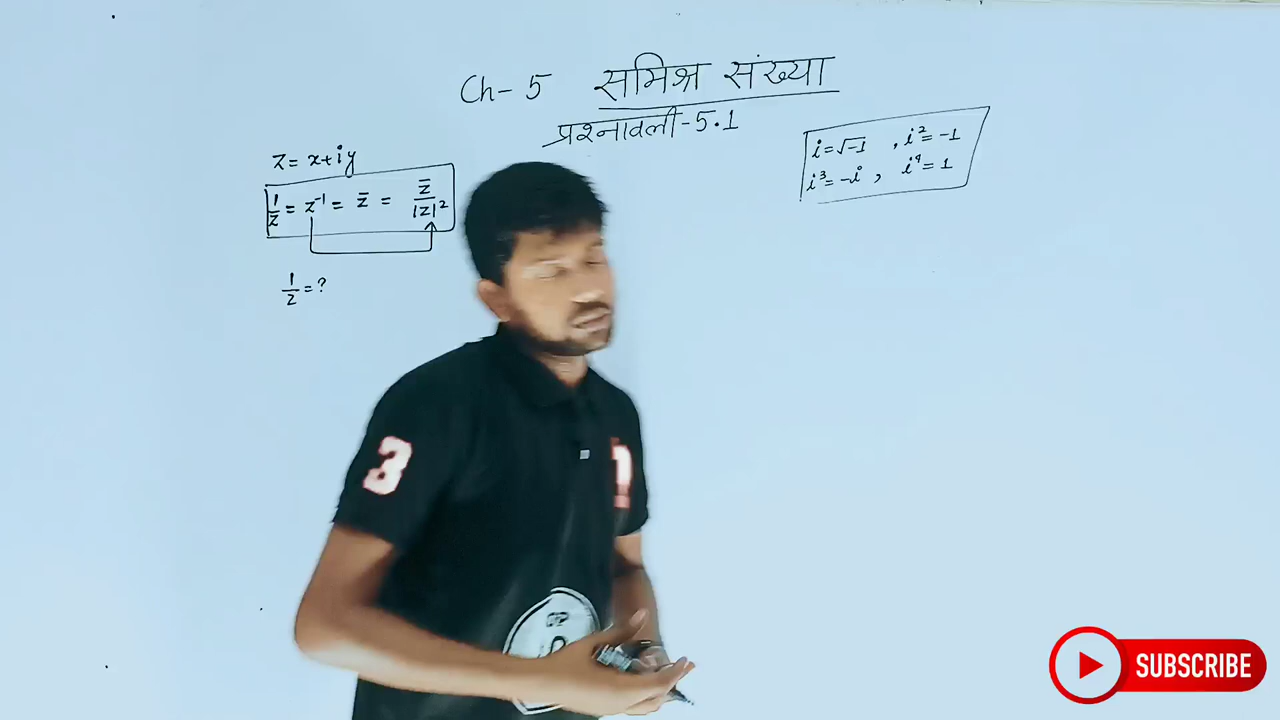 Ch- 5 समिश्र संख्या
प्रश्नावली-5.1
z = x+iy
1/z = z⁻¹ = z̄ = z̄/|z|²
1/z = ?
i = √-1 , i² = -1
i³ = -i , i⁴ = 1
3
SUBSCRIBE